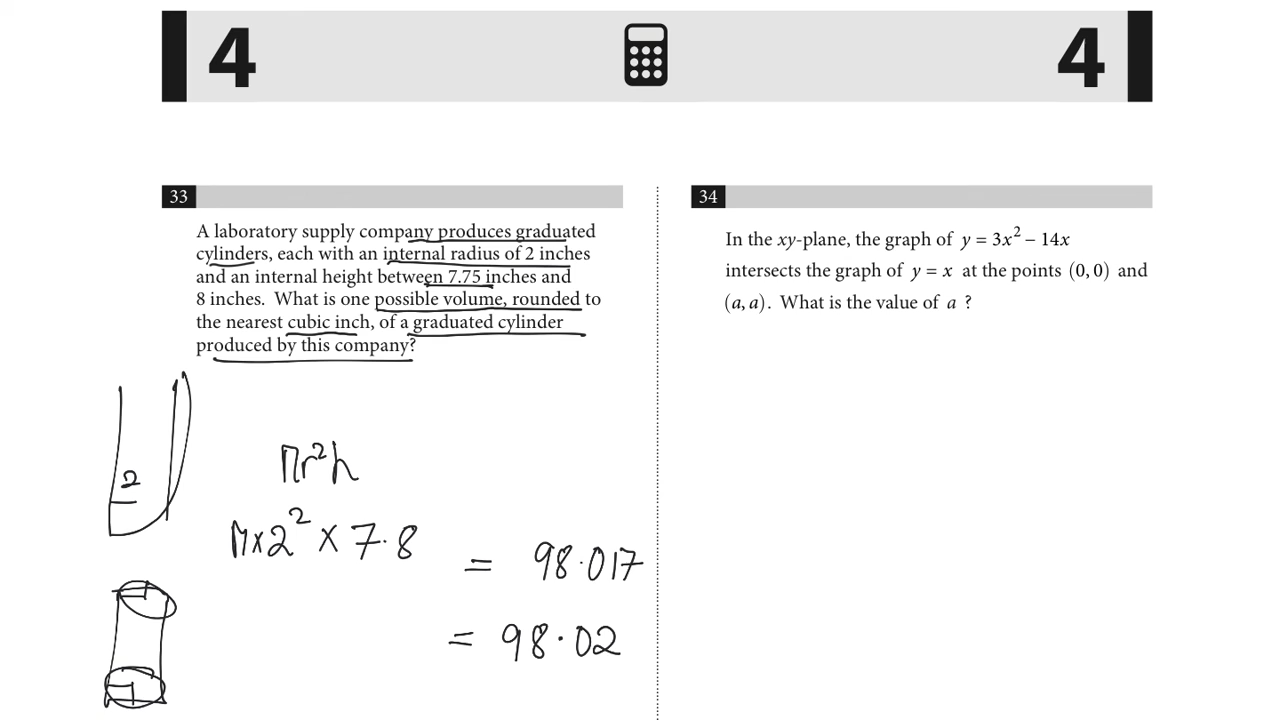 4 4
33
A laboratory supply company produces graduated
cylinders, each with an internal radius of 2 inches
and an internal height between 7.75 inches and
8 inches. What is one possible volume, rounded to
the nearest cubic inch, of a graduated cylinder
produced by this company?
2
πr²h
π×2² × 7.8
= 98.017
= 98.02
34
In the xy-plane, the graph of y = 3x² − 14x
intersects the graph of y = x at the points (0, 0) and
(a, a). What is the value of a ?